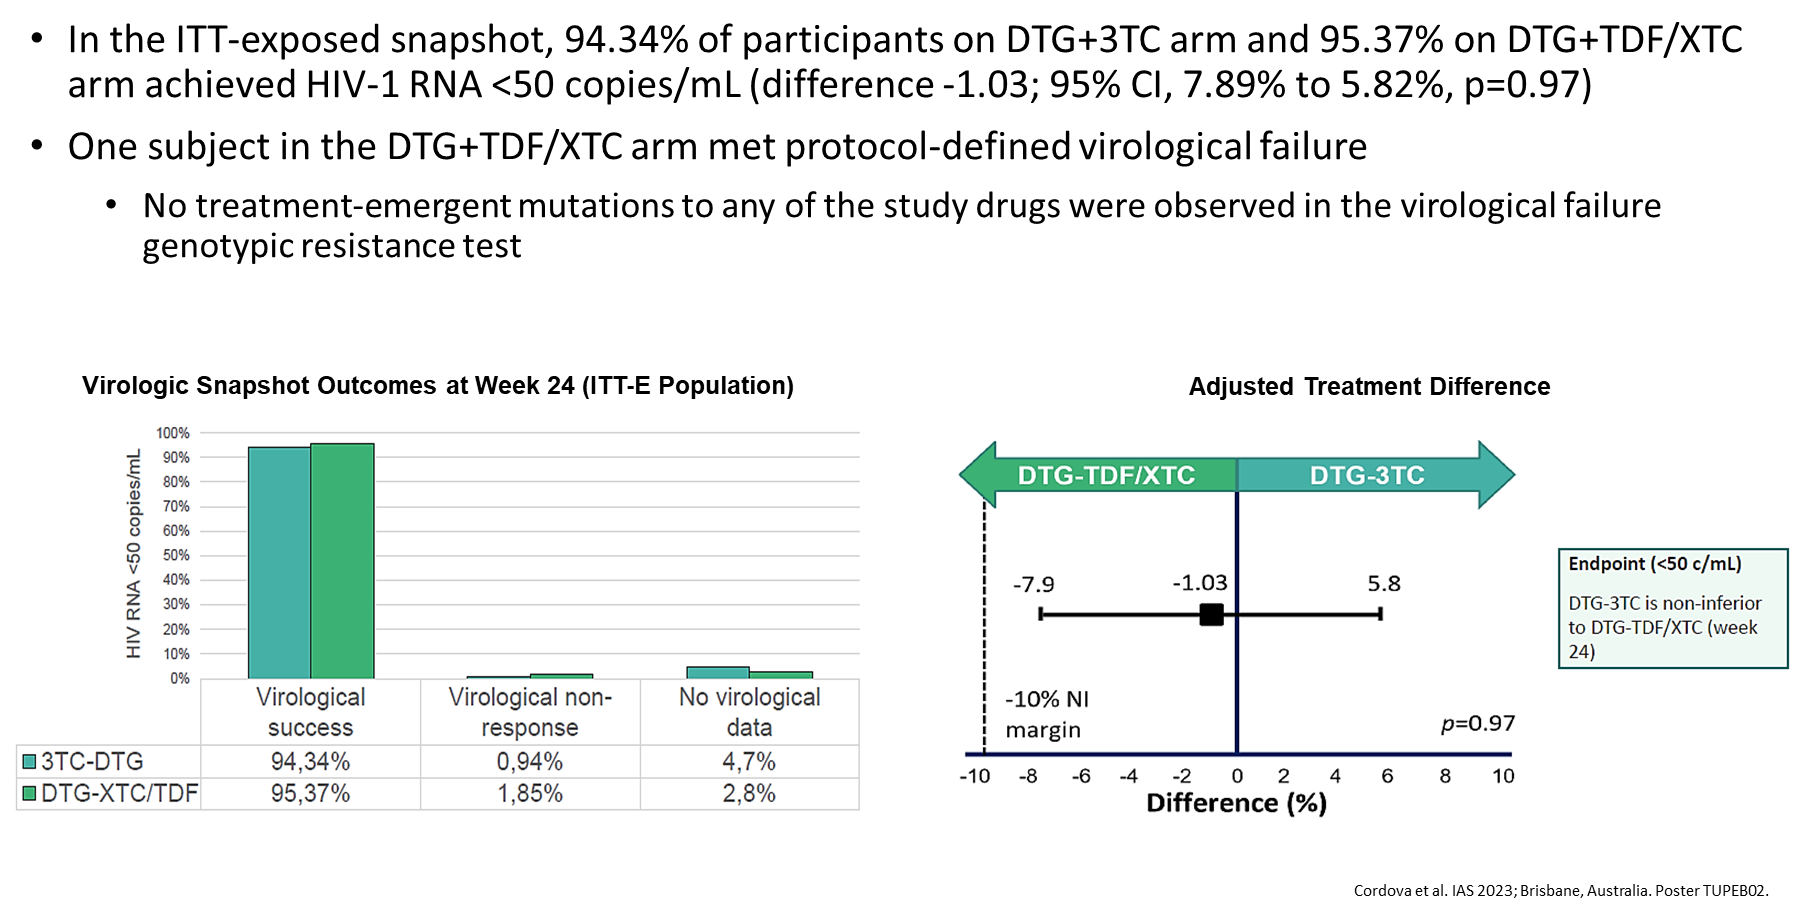 • In the ITT-exposed snapshot, 94.34% of participants on DTG+3TC arm and 95.37% on DTG+TDF/XTC
arm achieved HIV-1 RNA <50 copies/mL (difference -1.03; 95% CI, 7.89% to 5.82%, p=0.97)
• One subject in the DTG+TDF/XTC arm met protocol-defined virological failure
• No treatment-emergent mutations to any of the study drugs were observed in the virological failure
genotypic resistance test
Virologic Snapshot Outcomes at Week 24 (ITT-E Population)
HIV RNA <50 copies/mL
100%
90%
80%
70%
60%
50%
40%
30%
20%
10%
0%
Virological success
Virological non-response
No virological data
3TC-DTG 94,34% 0,94% 4,7%
DTG-XTC/TDF 95,37% 1,85% 2,8%
Adjusted Treatment Difference
DTG-TDF/XTC DTG-3TC
-7.9 -1.03 5.8
-10% NI
margin
p=0.97
-10 -8 -6 -4 -2 0 2 4 6 8 10
Difference (%)
Endpoint (<50 c/mL)
DTG-3TC is non-inferior
to DTG-TDF/XTC (week
24)
Cordova et al. IAS 2023; Brisbane, Australia. Poster TUPEB02.